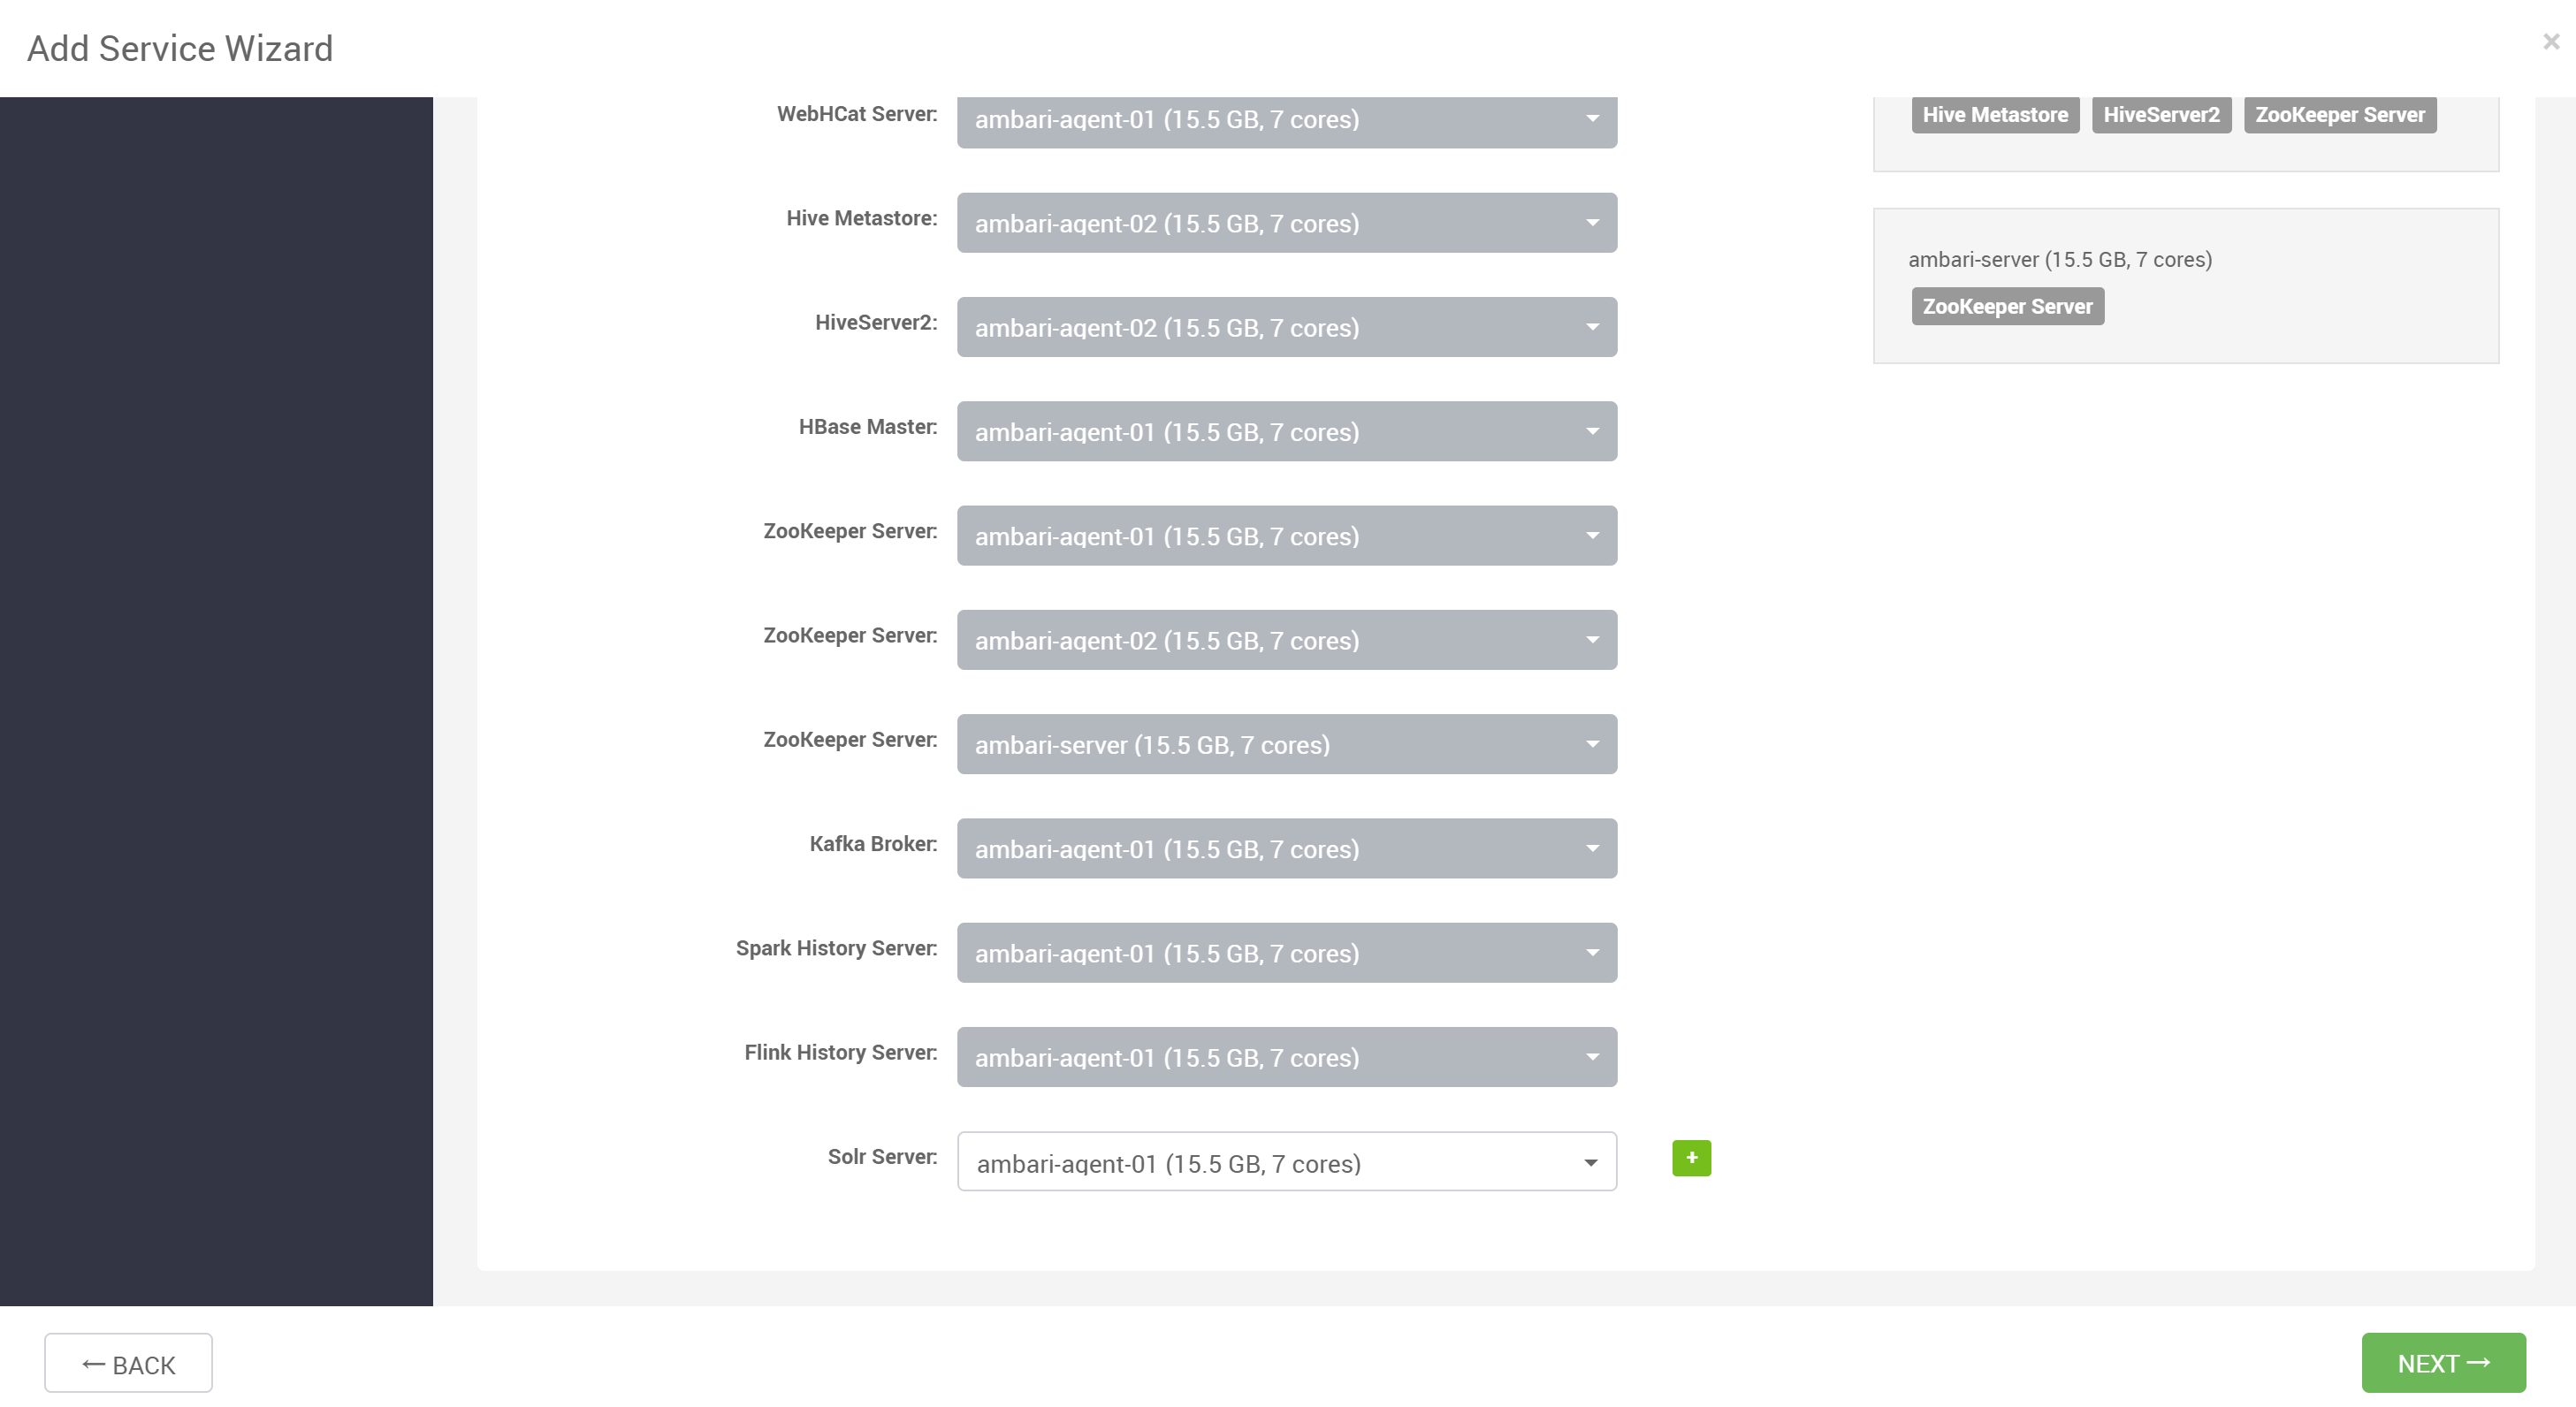 Add Service Wizard
×
WebHCat Server: ambari-agent-01 (15.5 GB, 7 cores)
Hive Metastore HiveServer2 ZooKeeper Server
Hive Metastore: ambari-agent-02 (15.5 GB, 7 cores)
ambari-server (15.5 GB, 7 cores)
ZooKeeper Server
HiveServer2: ambari-agent-02 (15.5 GB, 7 cores)
HBase Master: ambari-agent-01 (15.5 GB, 7 cores)
ZooKeeper Server: ambari-agent-01 (15.5 GB, 7 cores)
ZooKeeper Server: ambari-agent-02 (15.5 GB, 7 cores)
ZooKeeper Server: ambari-server (15.5 GB, 7 cores)
Kafka Broker: ambari-agent-01 (15.5 GB, 7 cores)
Spark History Server: ambari-agent-01 (15.5 GB, 7 cores)
Flink History Server: ambari-agent-01 (15.5 GB, 7 cores)
Solr Server: ambari-agent-01 (15.5 GB, 7 cores) +
← BACK
NEXT →